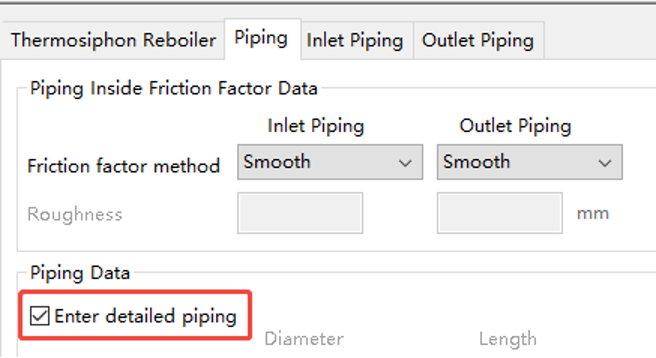 Thermosiphon Reboiler Piping Inlet Piping Outlet Piping
Piping Inside Friction Factor Data
Inlet Piping Outlet Piping
Friction factor method Smooth Smooth
Roughness mm
Piping Data
Enter detailed piping
Diameter Length